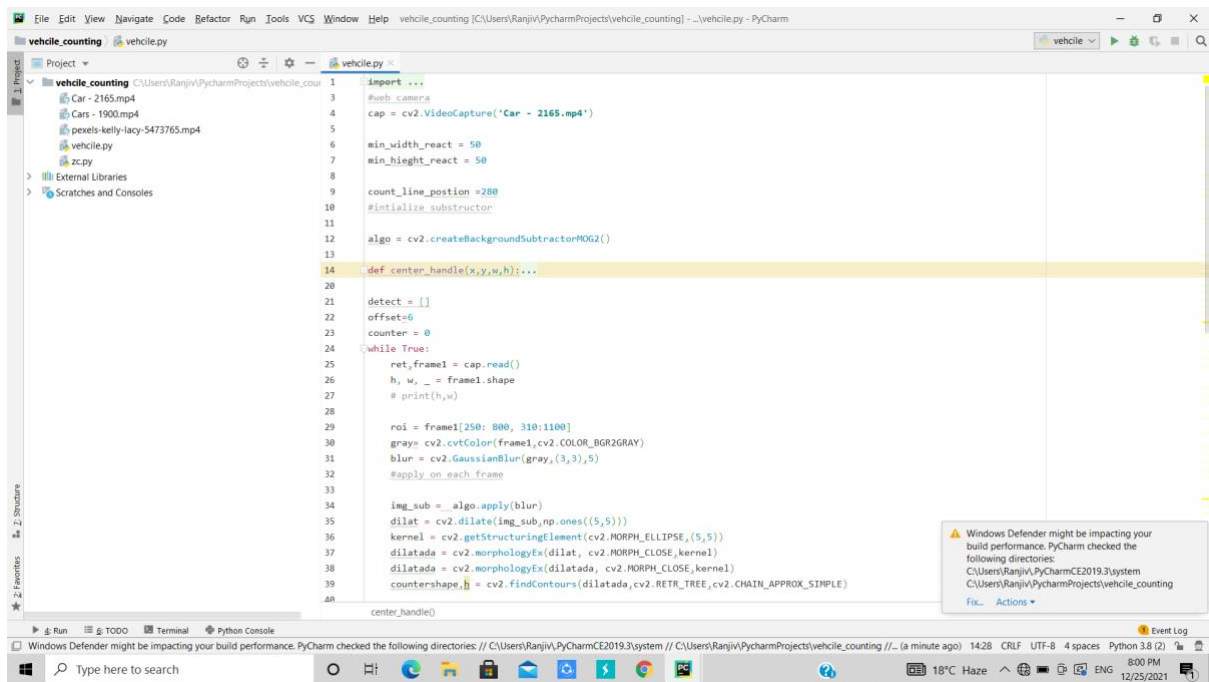 File Edit View Navigate Code Refactor Run Tools VCS Window Help vehcile_counting [C:\Users\Ranjiv\PycharmProjects\vehcile_counting] - ...\vehcile.py - PyCharm
vehcile_counting vehcile.py
vehcile
Project
vehcile.py
1: Project
vehcile_counting C:\Users\Ranjiv\PycharmProjects\vehcile_cou
Car - 2165.mp4
Cars - 1900.mp4
pexels-kelly-lacy-5473765.mp4
vehcile.py
zc.py
External Libraries
Scratches and Consoles
1 import ...
3 #web camera
4 cap = cv2.VideoCapture('Car - 2165.mp4')
5
6 min_width_react = 50
7 min_hieght_react = 50
8
9 count_line_postion =280
10 #intialize substructor
11
12 algo = cv2.createBackgroundSubtractorMOG2()
13
14 def center_handle(x,y,w,h):...
20
21 detect = []
22 offset=6
23 counter = 0
24 while True:
25 ret,frame1 = cap.read()
26 h, w, _ = frame1.shape
27 # print(h,w)
28
29 roi = frame1[250: 800, 310:1100]
30 gray= cv2.cvtColor(frame1,cv2.COLOR_BGR2GRAY)
31 blur = cv2.GaussianBlur(gray,(3,3),5)
32 #apply on each frame
33
34 img_sub = algo.apply(blur)
35 dilat = cv2.dilate(img_sub,np.ones((5,5)))
36 kernel = cv2.getStructuringElement(cv2.MORPH_ELLIPSE,(5,5))
37 dilatada = cv2.morphologyEx(dilat, cv2.MORPH_CLOSE,kernel)
38 dilatada = cv2.morphologyEx(dilatada, cv2.MORPH_CLOSE,kernel)
39 countershape,h = cv2.findContours(dilatada,cv2.RETR_TREE,cv2.CHAIN_APPROX_SIMPLE)
40
center_handle()
Z: Structure
2: Favorites
Windows Defender might be impacting your
build performance. PyCharm checked the
following directories:
C:\Users\Ranjiv\.PyCharmCE2019.3\system
C:\Users\Ranjiv\PycharmProjects\vehcile_counting
Fix... Actions
4: Run 6: TODO Terminal Python Console
1 Event Log
Windows Defender might be impacting your build performance. PyCharm checked the following directories: // C:\Users\Ranjiv\.PyCharmCE2019.3\system // C:\Users\Ranjiv\PycharmProjects\vehcile_counting //... (a minute ago) 14:28 CRLF UTF-8 4 spaces Python 3.8 (2)
Type here to search
18°C Haze ENG 8:00 PM
12/25/2021